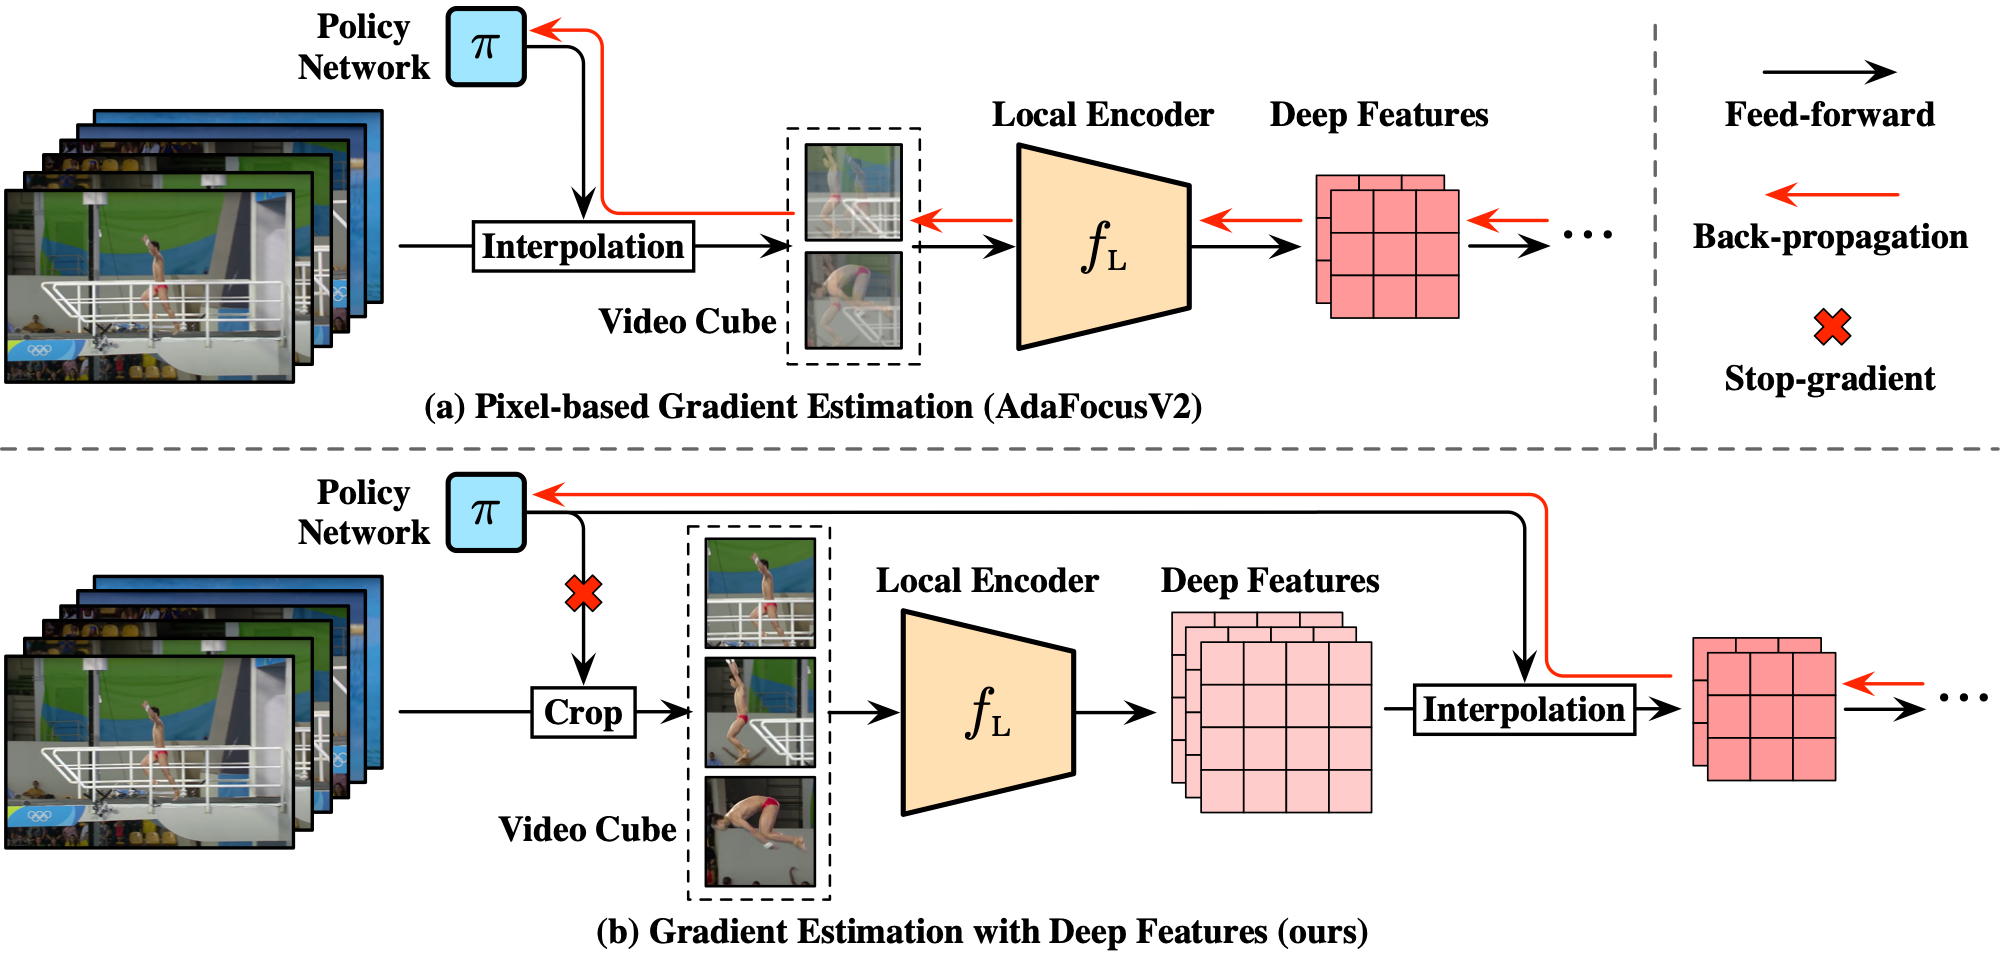 Policy
Network
π
Local Encoder
Deep Features
Feed-forward
Interpolation
f_L
...
Back-propagation
Video Cube
Stop-gradient
(a) Pixel-based Gradient Estimation (AdaFocusV2)
Policy
Network
π
Local Encoder
Deep Features
Crop
f_L
Interpolation
...
Video Cube
(b) Gradient Estimation with Deep Features (ours)